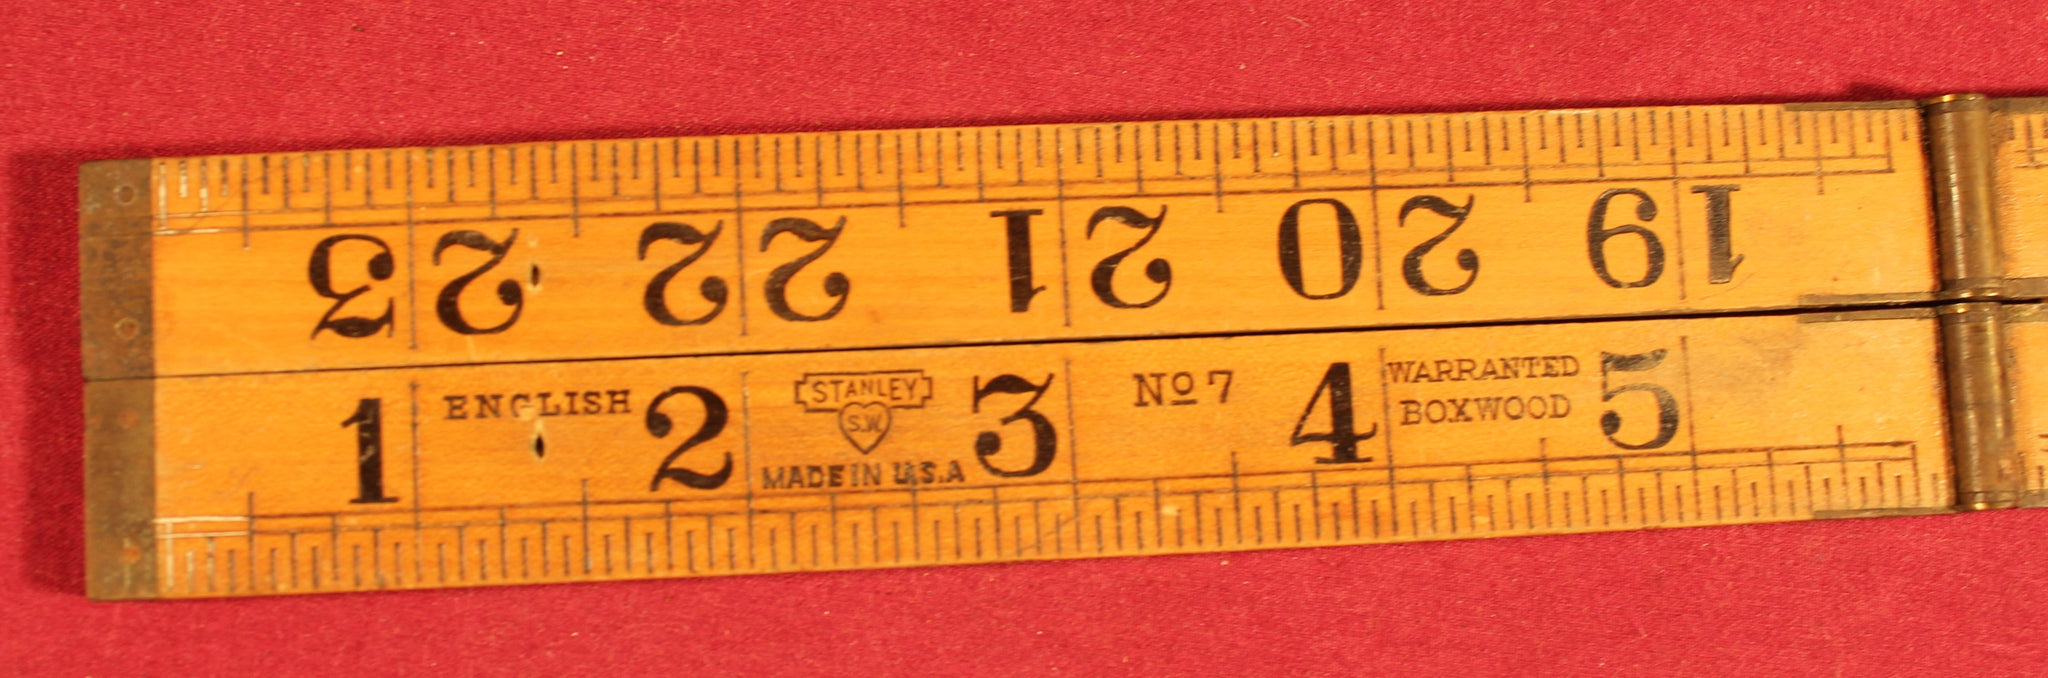 19 20 21 22 23
1
ENGLISH
2
STANLEY
S.W.
MADE IN U.S.A
3
No 7
4
WARRANTED
BOXWOOD
5